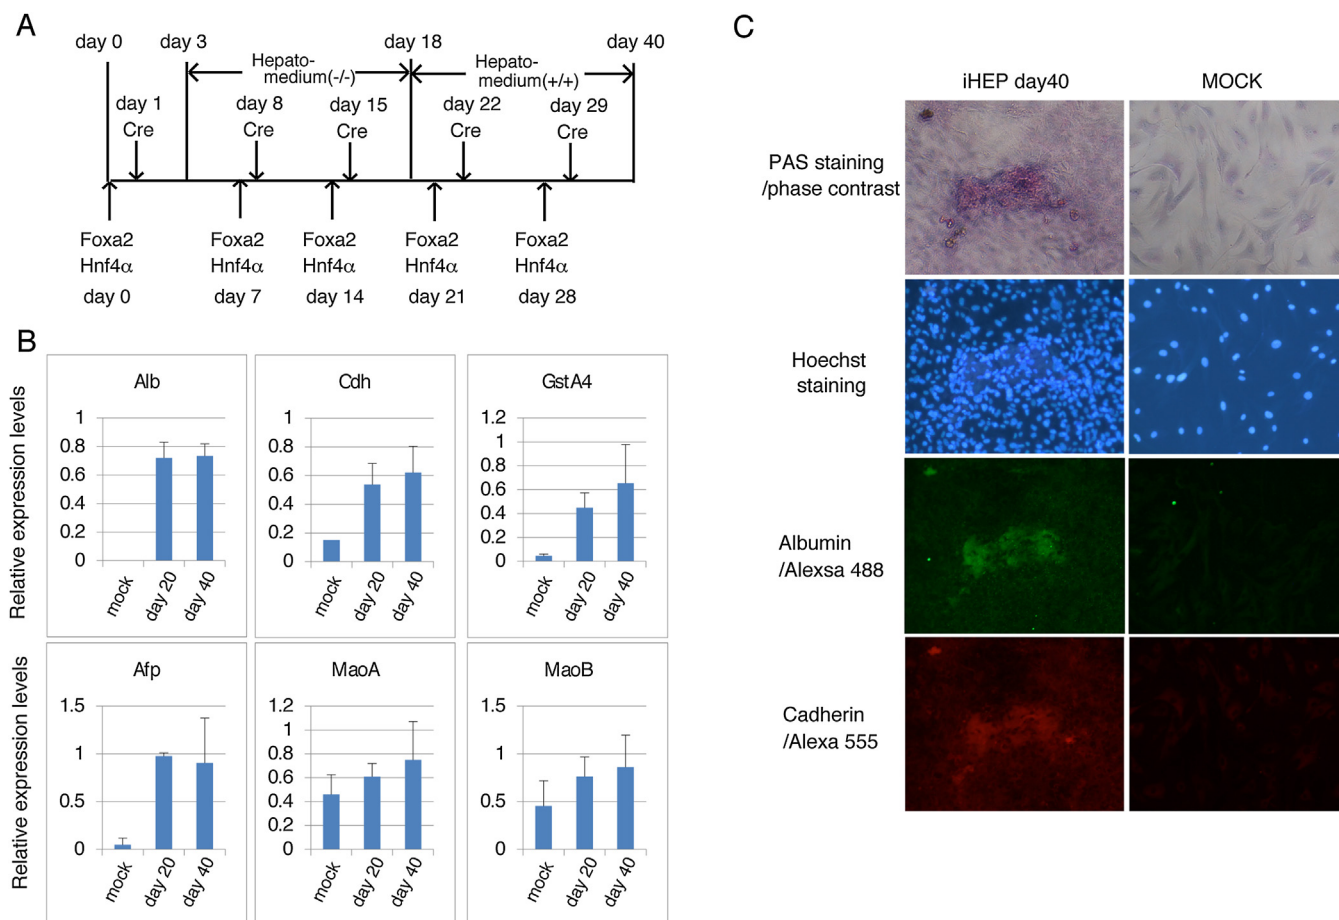 A
day 0
day 3
day 18
day 40
Hepato-
medium(-/-)
Hepato-
medium(+/+)
day 1
day 8
day 15
day 22
day 29
Cre
Cre
Cre
Cre
Cre
Foxa2
Foxa2
Foxa2
Foxa2
Foxa2
Hnf4α
Hnf4α
Hnf4α
Hnf4α
Hnf4α
day 0
day 7
day 14
day 21
day 28
B
Relative expression levels
Alb
1
0.8
0.6
0.4
0.2
0
mock
day 20
day 40
Cdh
1
0.8
0.6
0.4
0.2
0
mock
day 20
day 40
GstA4
1.2
1
0.8
0.6
0.4
0.2
0
mock
day 20
day 40
Relative expression levels
Afp
1.5
1
0.5
0
mock
day 20
day 40
MaoA
1.2
1
0.8
0.6
0.4
0.2
0
mock
day 20
day 40
MaoB
1.5
1
0.5
0
mock
day 20
day 40
C
iHEP day40
MOCK
PAS staining
/phase contrast
Hoechst
staining
Albumin
/Alexsa 488
Cadherin
/Alexa 555